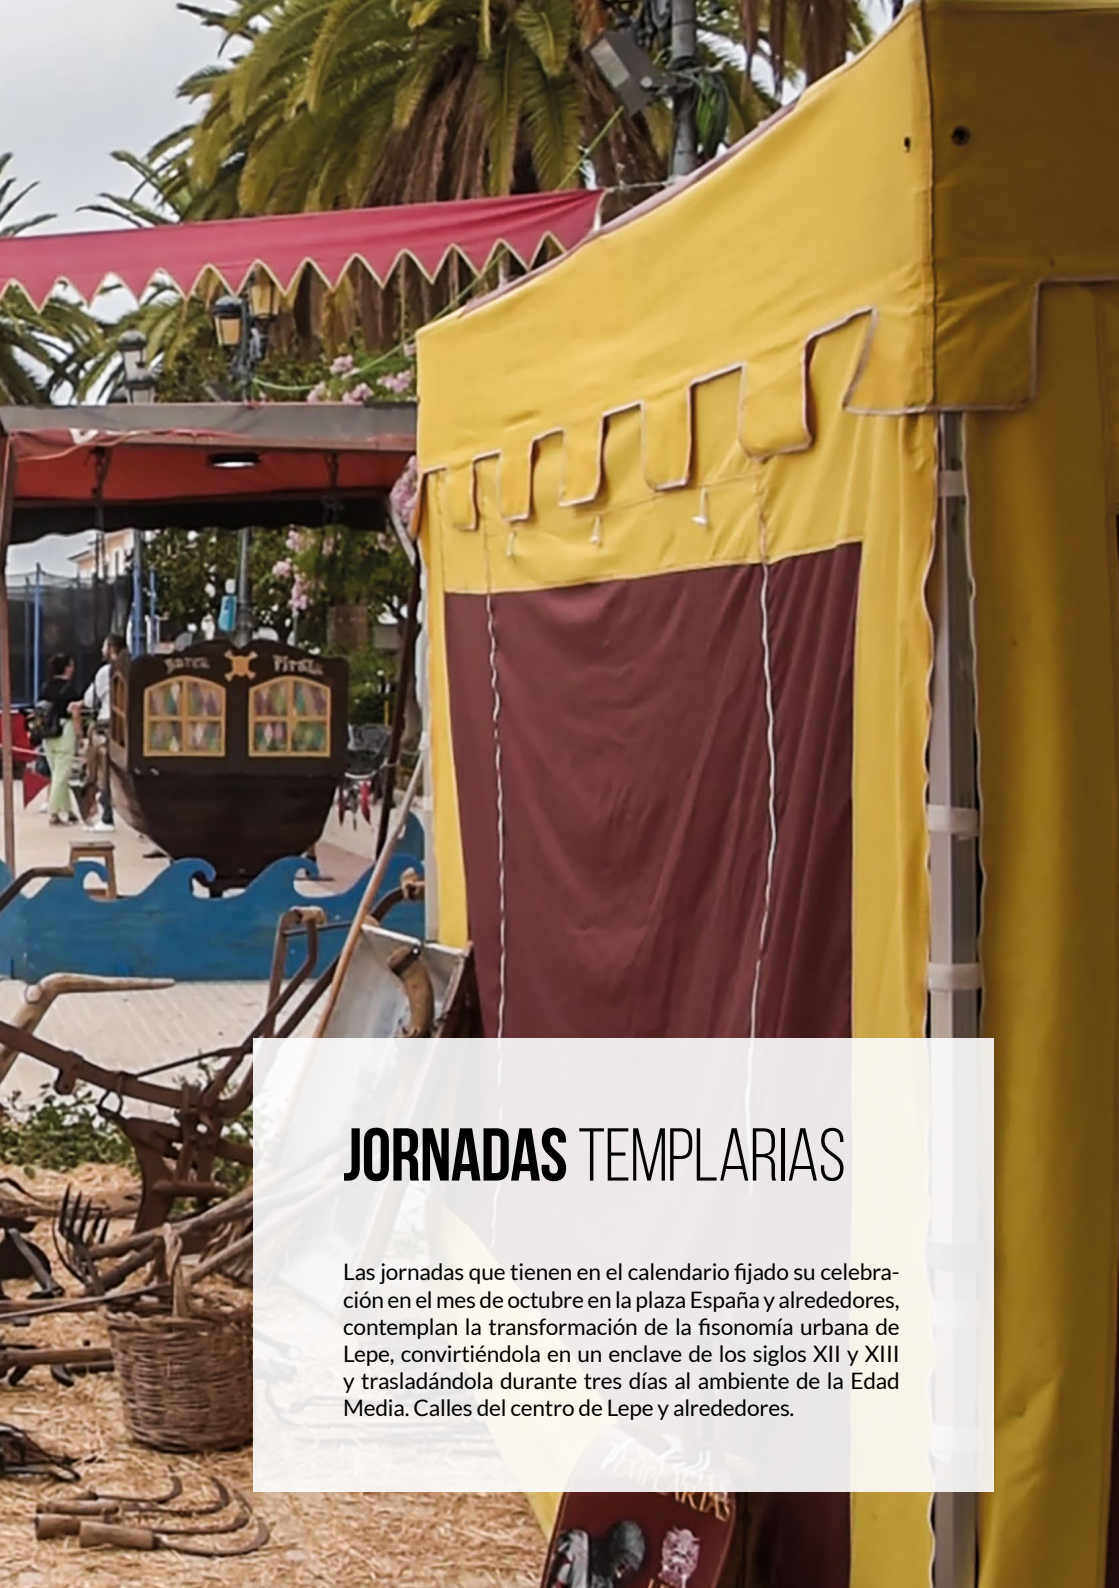 Barca Pirata
JORNADAS TEMPLARIAS
Las jornadas que tienen en el calendario fijado su celebra-
ción en el mes de octubre en la plaza España y alrededores,
contemplan la transformación de la fisonomía urbana de
Lepe, convirtiéndola en un enclave de los siglos XII y XIII
y trasladándola durante tres días al ambiente de la Edad
Media. Calles del centro de Lepe y alrededores.
TEMPLARIAS